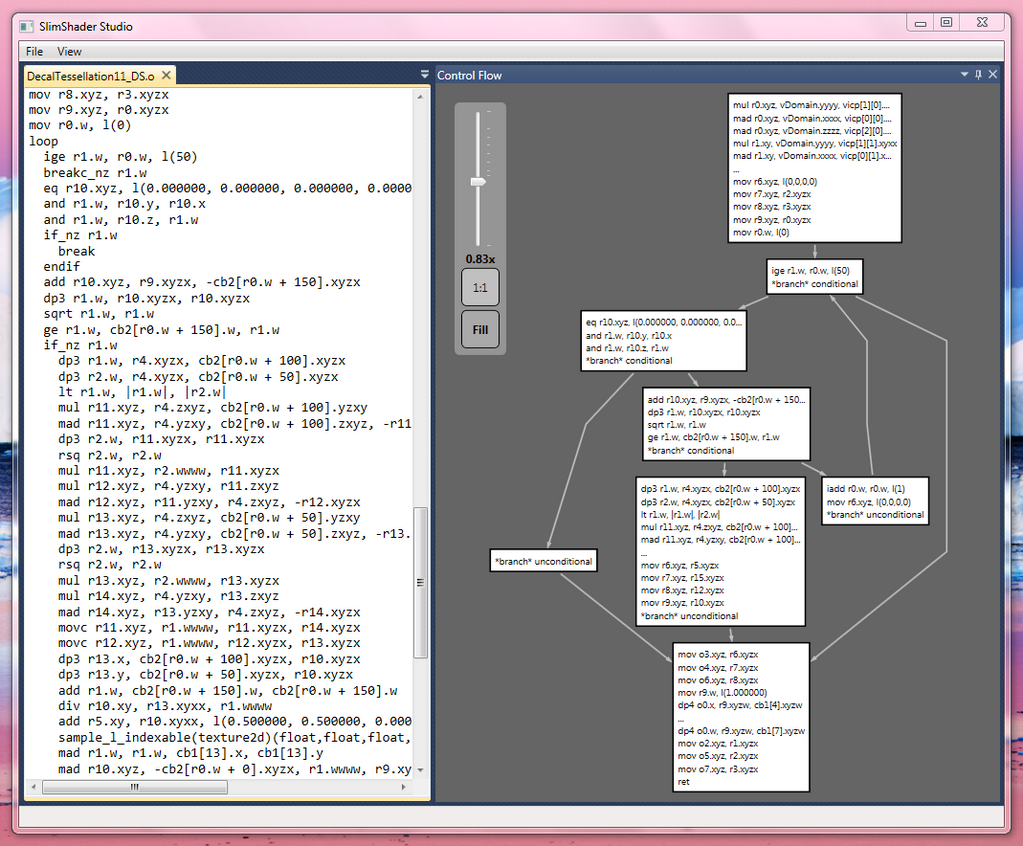 SlimShader Studio
File View
DecalTessellation11_DS.o
mov r8.xyz, r3.xyzx
mov r9.xyz, r0.xyzx
mov r0.w, l(0)
loop
ige r1.w, r0.w, l(50)
breakc_nz r1.w
eq r10.xyz, l(0.000000, 0.000000, 0.000000, 0.0000
and r1.w, r10.y, r10.x
and r1.w, r10.z, r1.w
if_nz r1.w
break
endif
add r10.xyz, r9.xyzx, -cb2[r0.w + 150].xyzx
dp3 r1.w, r10.xyzx, r10.xyzx
sqrt r1.w, r1.w
ge r1.w, cb2[r0.w + 150].w, r1.w
if_nz r1.w
dp3 r1.w, r4.xyzx, cb2[r0.w + 100].xyzx
dp3 r2.w, r4.xyzx, cb2[r0.w + 50].xyzx
lt r1.w, |r1.w|, |r2.w|
mul r11.xyz, r4.zxyz, cb2[r0.w + 100].yzxy
mad r11.xyz, r4.yzxy, cb2[r0.w + 100].zxyz, -r11
dp3 r2.w, r11.xyzx, r11.xyzx
rsq r2.w, r2.w
mul r11.xyz, r2.wwww, r11.xyzx
mul r12.xyz, r4.yzxy, r11.zxyz
mad r12.xyz, r11.yzxy, r4.zxyz, -r12.xyzx
mul r13.xyz, r4.zxyz, cb2[r0.w + 50].yzxy
mad r13.xyz, r4.yzxy, cb2[r0.w + 50].zxyz, -r13.
dp3 r2.w, r13.xyzx, r13.xyzx
rsq r2.w, r2.w
mul r13.xyz, r2.wwww, r13.xyzx
mul r14.xyz, r4.yzxy, r13.zxyz
mad r14.xyz, r13.yzxy, r4.zxyz, -r14.xyzx
movc r11.xyz, r1.wwww, r11.xyzx, r14.xyzx
movc r12.xyz, r1.wwww, r12.xyzx, r13.xyzx
dp3 r13.x, cb2[r0.w + 100].xyzx, r10.xyzx
dp3 r13.y, cb2[r0.w + 50].xyzx, r10.xyzx
add r1.w, cb2[r0.w + 150].w, cb2[r0.w + 150].w
div r10.xy, r13.xyxx, r1.wwww
add r5.xy, r10.xyxx, l(0.500000, 0.500000, 0.000
sample_l_indexable(texture2d)(float,float,float,
mad r1.w, r1.w, cb1[13].x, cb1[13].y
mad r10.xyz, -cb2[r0.w + 0].xyzx, r1.wwww, r9.xy
Control Flow
0.83x
1:1
Fill
mul r0.xyz, vDomain.yyyy, vicp[1][0]....
mad r0.xyz, vDomain.xxxx, vicp[0][0]....
mad r0.xyz, vDomain.zzzz, vicp[2][0]....
mul r1.xy, vDomain.yyyy, vicp[1][1].xyxx
mad r1.xy, vDomain.xxxx, vicp[0][1].x...
...
mov r6.xyz, l(0,0,0,0)
mov r7.xyz, r2.xyzx
mov r8.xyz, r3.xyzx
mov r9.xyz, r0.xyzx
mov r0.w, l(0)
ige r1.w, r0.w, l(50)
*branch* conditional
eq r10.xyz, l(0.000000, 0.000000, 0.0...
and r1.w, r10.y, r10.x
and r1.w, r10.z, r1.w
*branch* conditional
add r10.xyz, r9.xyzx, -cb2[r0.w + 150...
dp3 r1.w, r10.xyzx, r10.xyzx
sqrt r1.w, r1.w
ge r1.w, cb2[r0.w + 150].w, r1.w
*branch* conditional
dp3 r1.w, r4.xyzx, cb2[r0.w + 100].xyzx
dp3 r2.w, r4.xyzx, cb2[r0.w + 50].xyzx
lt r1.w, |r1.w|, |r2.w|
mul r11.xyz, r4.zxyz, cb2[r0.w + 100]...
mad r11.xyz, r4.yzxy, cb2[r0.w + 100]...
...
mov r6.xyz, r5.xyzx
mov r7.xyz, r15.xyzx
mov r8.xyz, r12.xyzx
mov r9.xyz, r10.xyzx
*branch* unconditional
iadd r0.w, r0.w, l(1)
mov r6.xyz, l(0,0,0,0)
*branch* unconditional
*branch* unconditional
mov o3.xyz, r6.xyzx
mov o4.xyz, r7.xyzx
mov o6.xyz, r8.xyzx
mov r9.w, l(1.000000)
dp4 o0.x, r9.xyzw, cb1[4].xyzw
...
dp4 o0.w, r9.xyzw, cb1[7].xyzw
mov o2.xyz, r1.xyzx
mov o5.xyz, r2.xyzx
mov o7.xyz, r3.xyzx
ret